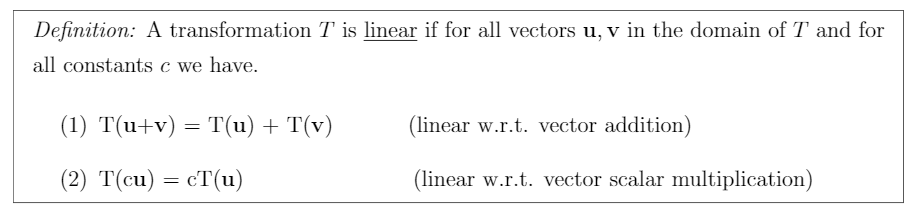 Definition: A transformation T is linear if for all vectors u, v in the domain of T and for
all constants c we have.
(1) T(u+v) = T(u) + T(v) (linear w.r.t. vector addition)
(2) T(cu) = cT(u) (linear w.r.t. vector scalar multiplication)